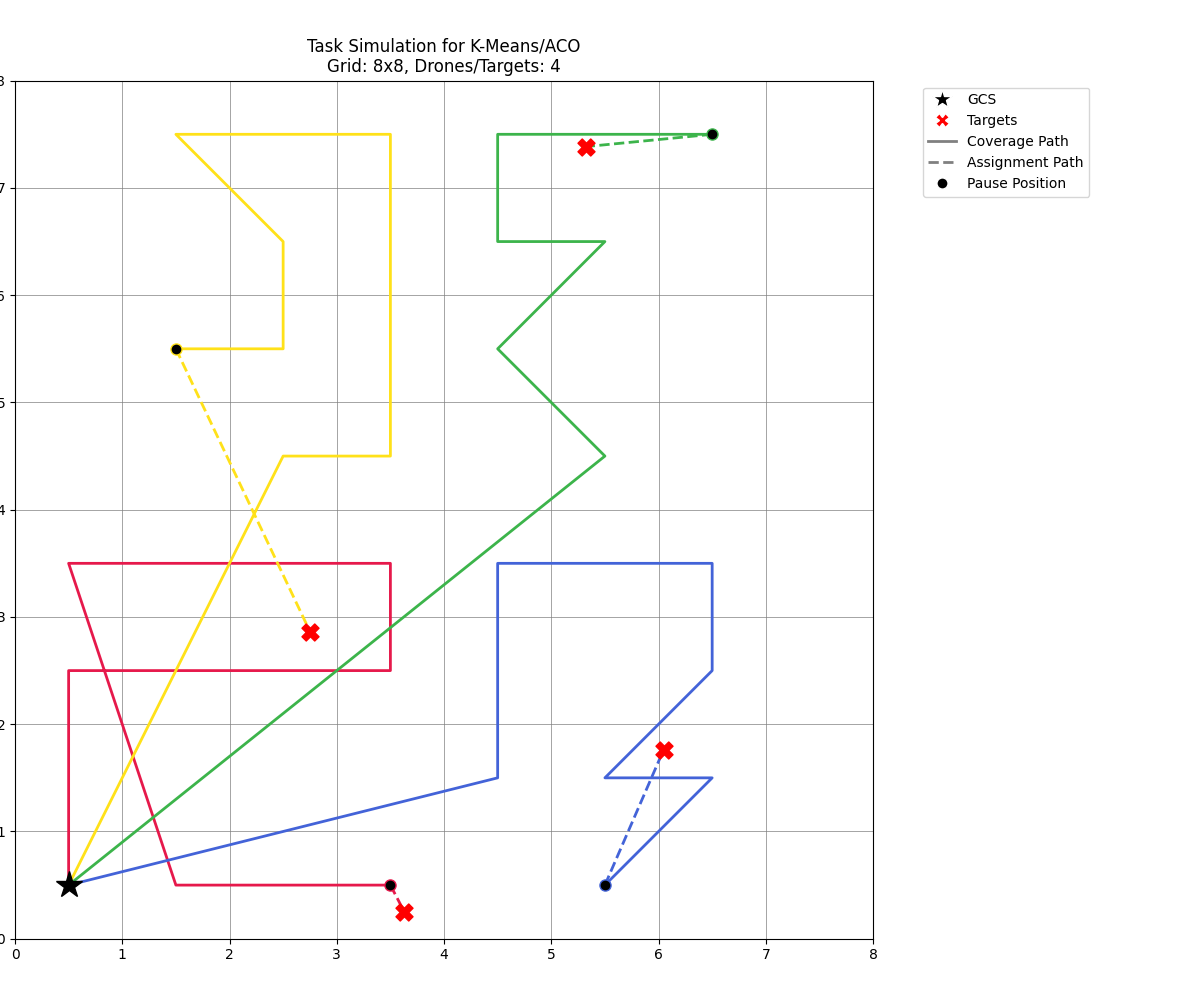 Task Simulation for K-Means/ACO
Grid: 8x8, Drones/Targets: 4
GCS
Targets
Coverage Path
Assignment Path
Pause Position
8
7
6
5
4
3
2
1
0
0 1 2 3 4 5 6 7 8